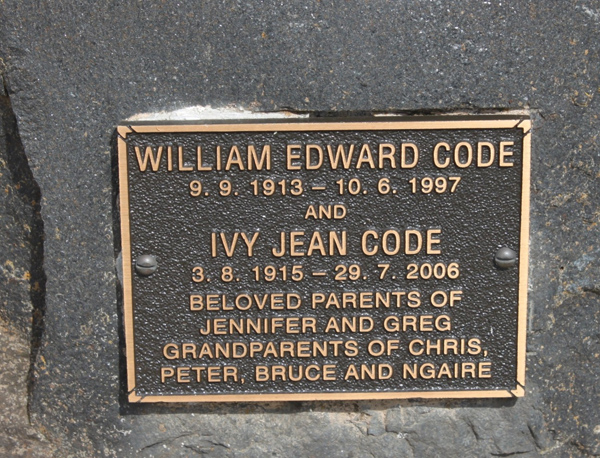 WILLIAM EDWARD CODE
9. 9. 1913 – 10. 6. 1997
AND
IVY JEAN CODE
3. 8. 1915 – 29. 7. 2006
BELOVED PARENTS OF
JENNIFER AND GREG
GRANDPARENTS OF CHRIS,
PETER, BRUCE AND NGAIRE